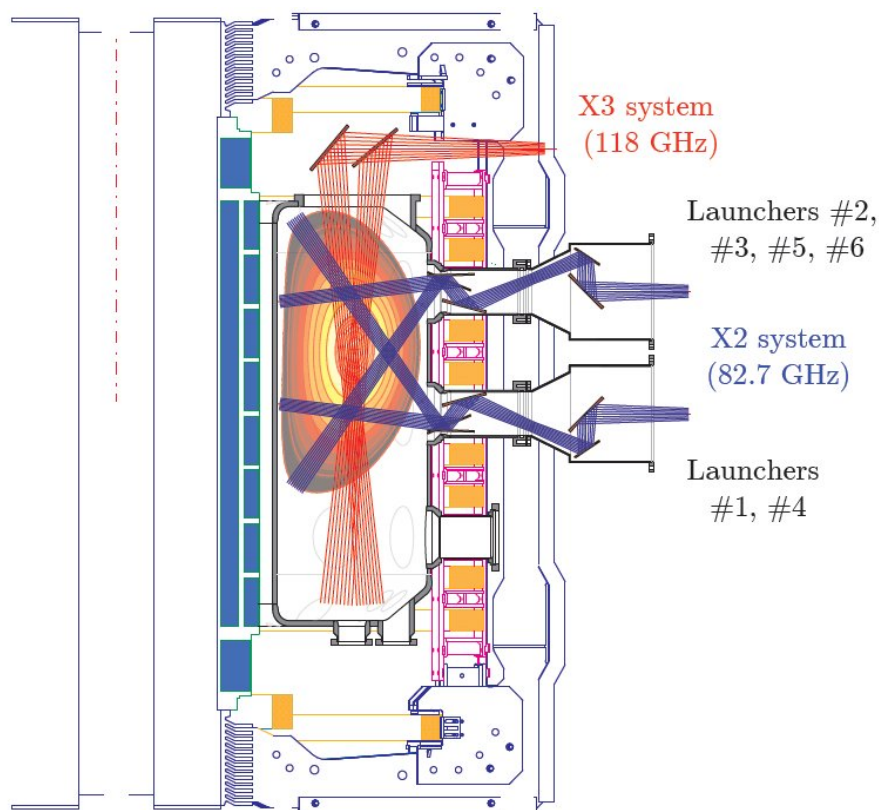 X3 system
(118 GHz)
Launchers #2,
#3, #5, #6
X2 system
(82.7 GHz)
Launchers
#1, #4